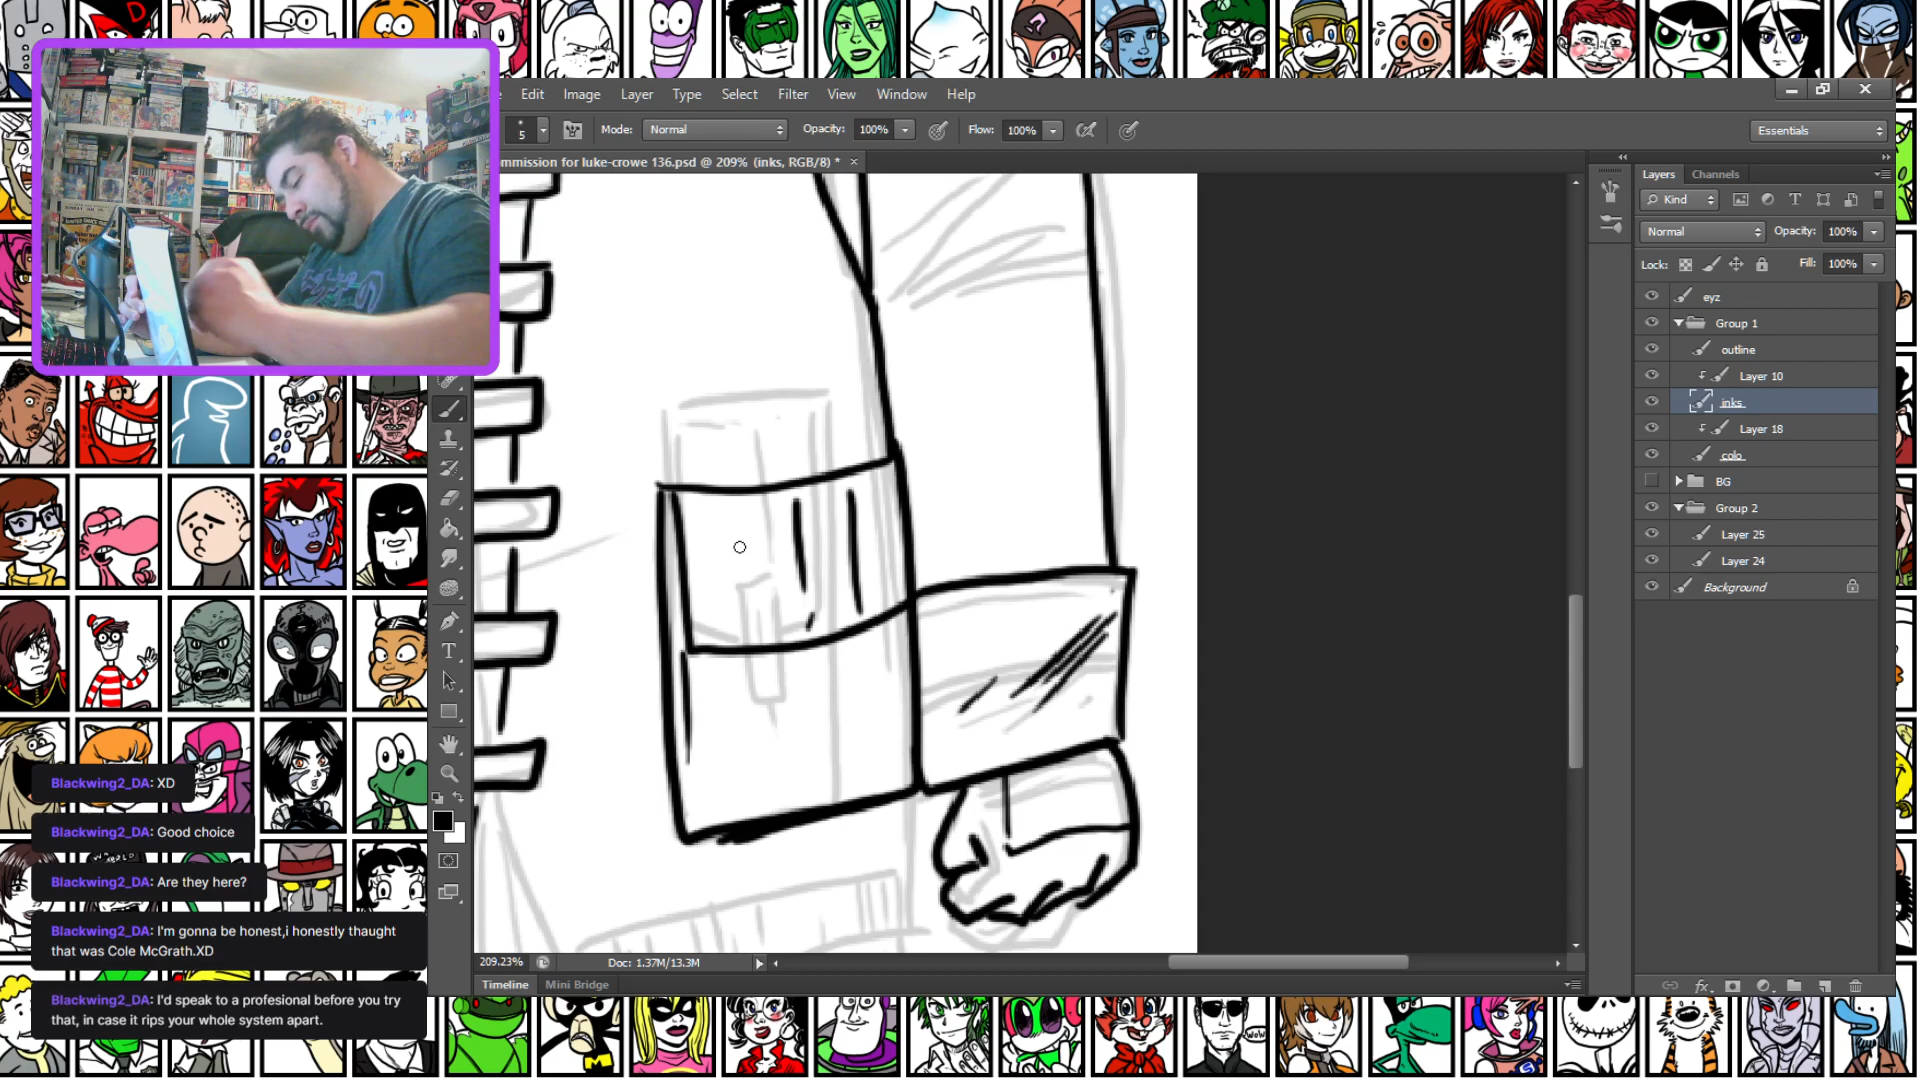 Edit Image Layer Type Select Filter View Window Help
5 Mode: Normal Opacity: 100% Flow: 100% Essentials
mmission for luke-crowe 136.psd @ 209% (inks, RGB/8) * ×
Layers Channels
Kind
Normal Opacity: 100%
Lock: Fill: 100%
eyz
Group 1
outline
Layer 10
inks
Layer 18
colo
BG
Group 2
Layer 25
Layer 24
Background
Blackwing2_DA: XD
Blackwing2_DA: Good choice
Blackwing2_DA: Are they here?
Blackwing2_DA: I'm gonna be honest,i honestly thaught
that was Cole McGrath.XD
Blackwing2_DA: I'd speak to a profesional before you try
that, in case it rips your whole system apart.
209.23% Doc: 1.37M/13.3M
Timeline Mini Bridge
WOW